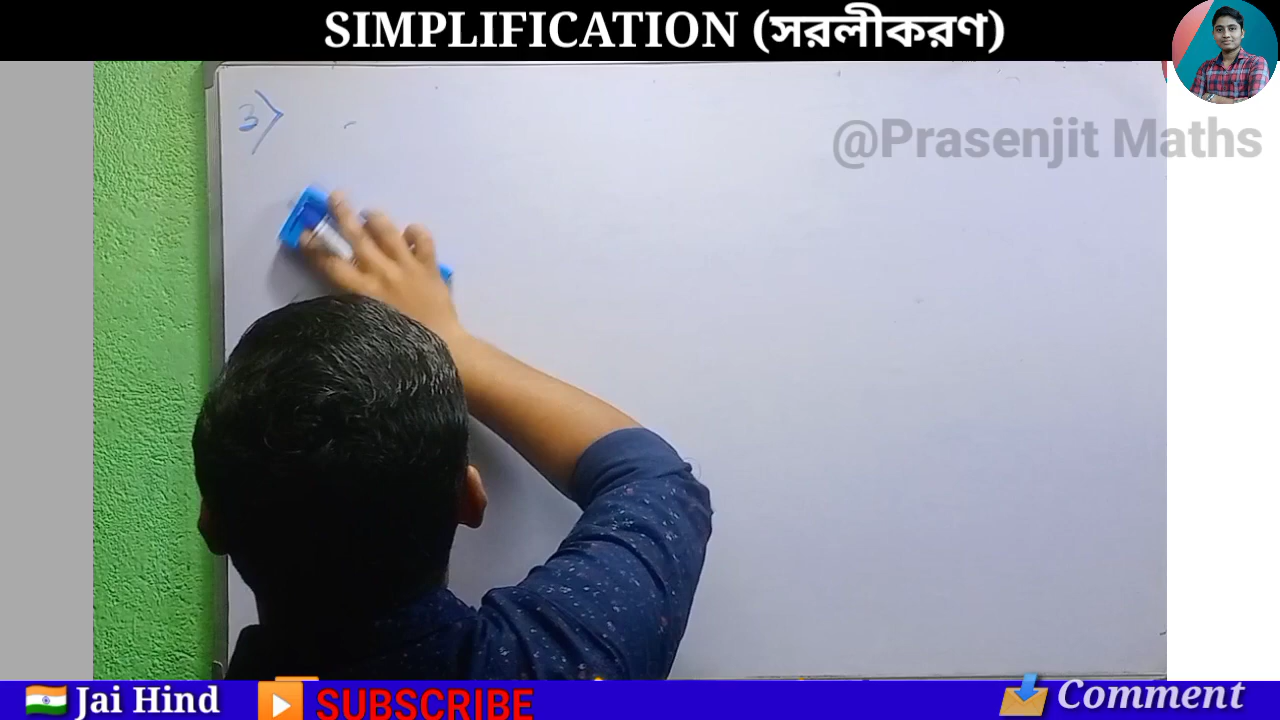 SIMPLIFICATION (সরলীকরণ)
3)
@Prasenjit Maths
Jai Hind
SUBSCRIBE
Comment